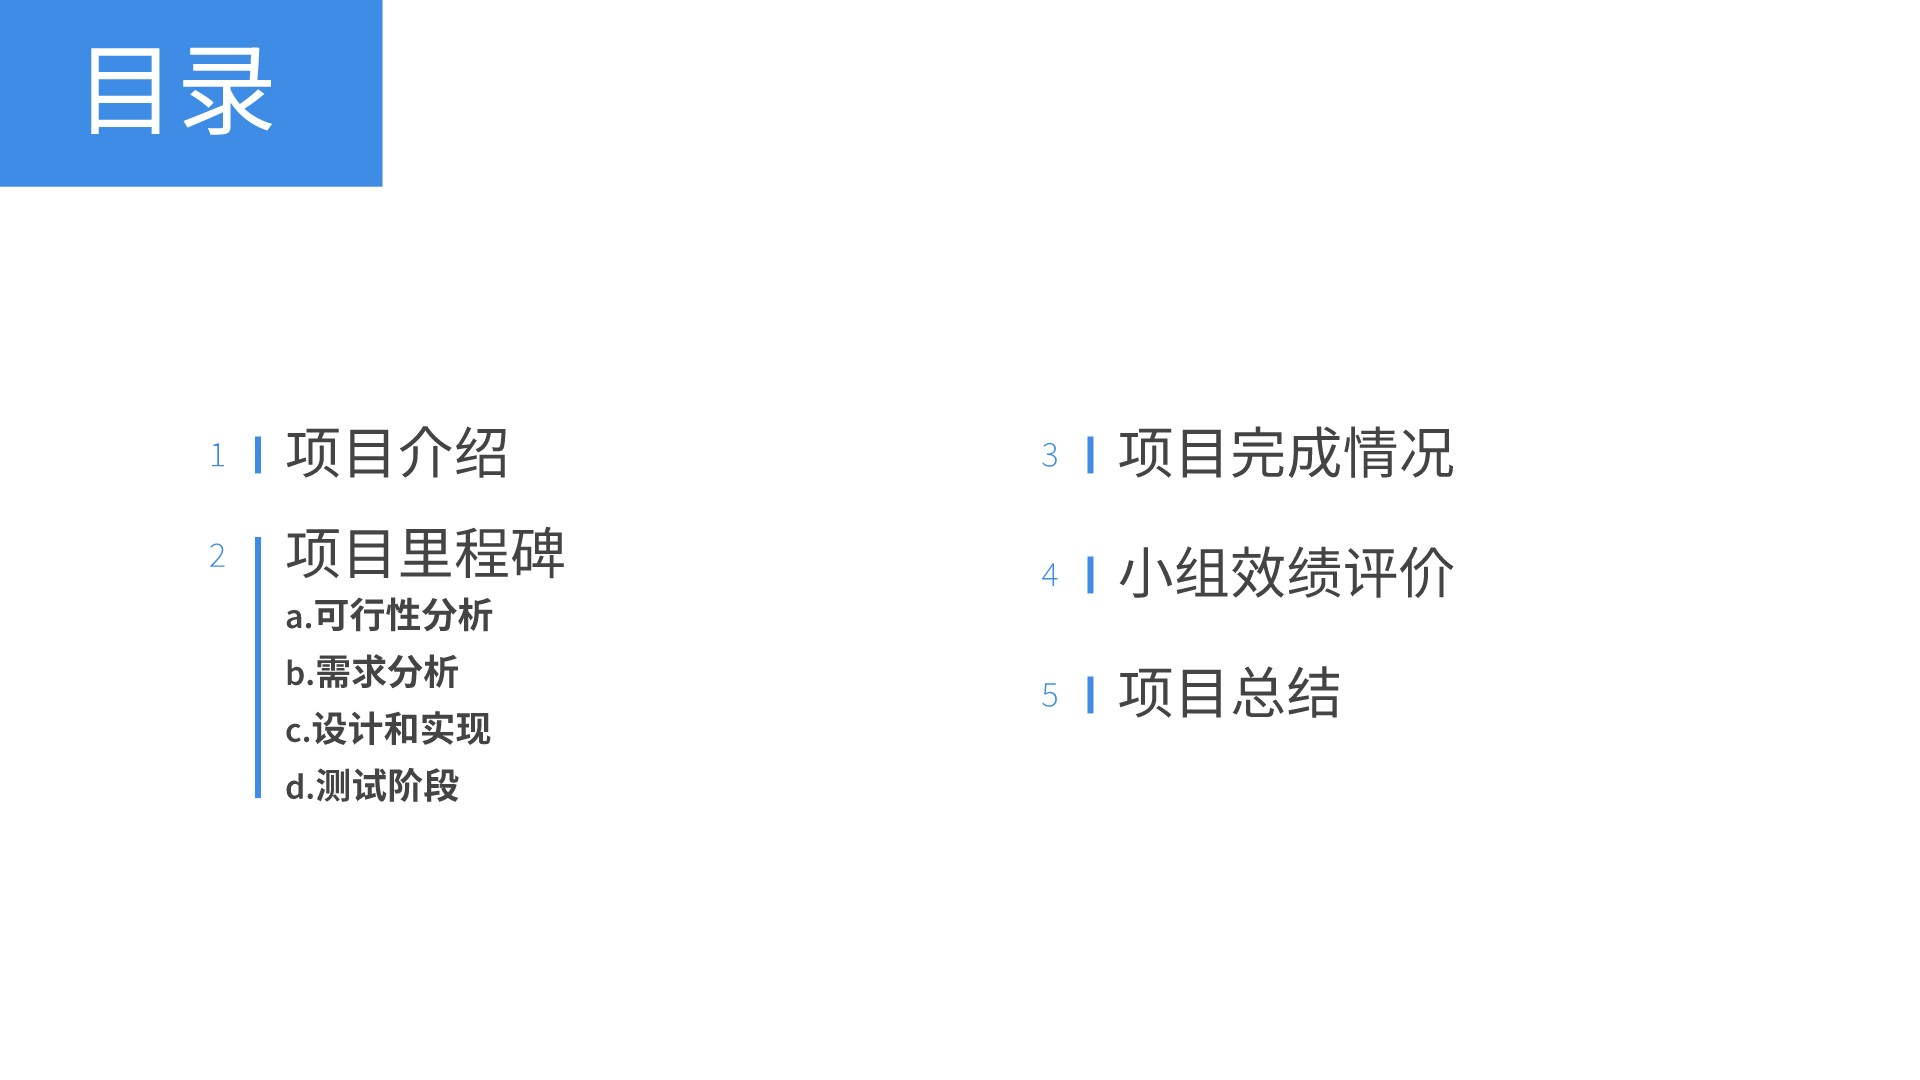 目录
1 项目介绍
2 项目里程碑
a.可行性分析
b.需求分析
c.设计和实现
d.测试阶段
3 项目完成情况
4 小组效绩评价
5 项目总结